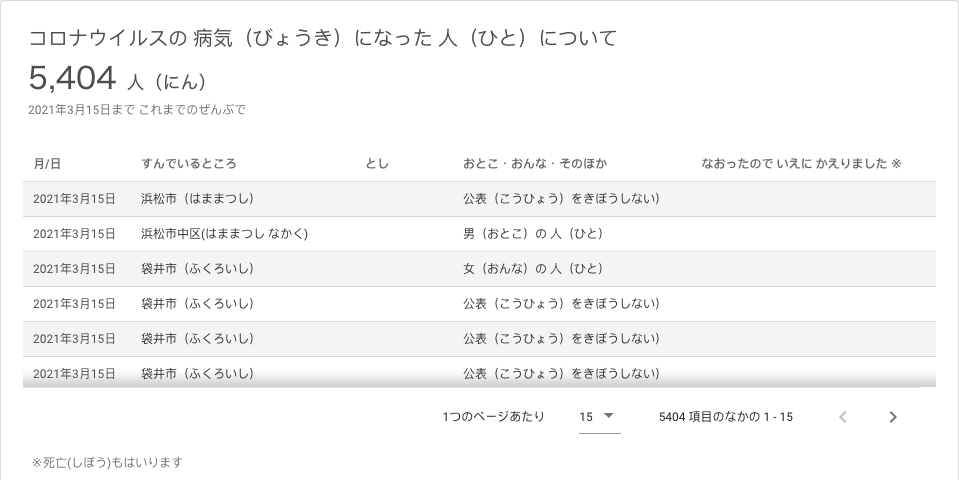 コロナウイルスの 病気（びょうき）になった 人（ひと）について
5,404 人（にん）
2021年3月15日まで これまでのぜんぶで
月/日 すんでいるところ とし おとこ・おんな・そのほか なおったので いえに かえりました ※
2021年3月15日 浜松市（はままつし） 公表（こうひょう）をきぼうしない）
2021年3月15日 浜松市中区(はままつし なかく) 男（おとこ）の 人（ひと）
2021年3月15日 袋井市（ふくろいし） 女（おんな）の 人（ひと）
2021年3月15日 袋井市（ふくろいし） 公表（こうひょう）をきぼうしない）
2021年3月15日 袋井市（ふくろいし） 公表（こうひょう）をきぼうしない）
2021年3月15日 袋井市（ふくろいし） 公表（こうひょう）をきぼうしない）
1つのページあたり 15 5404 項目のなかの 1 - 15
※死亡(しぼう)もはいります